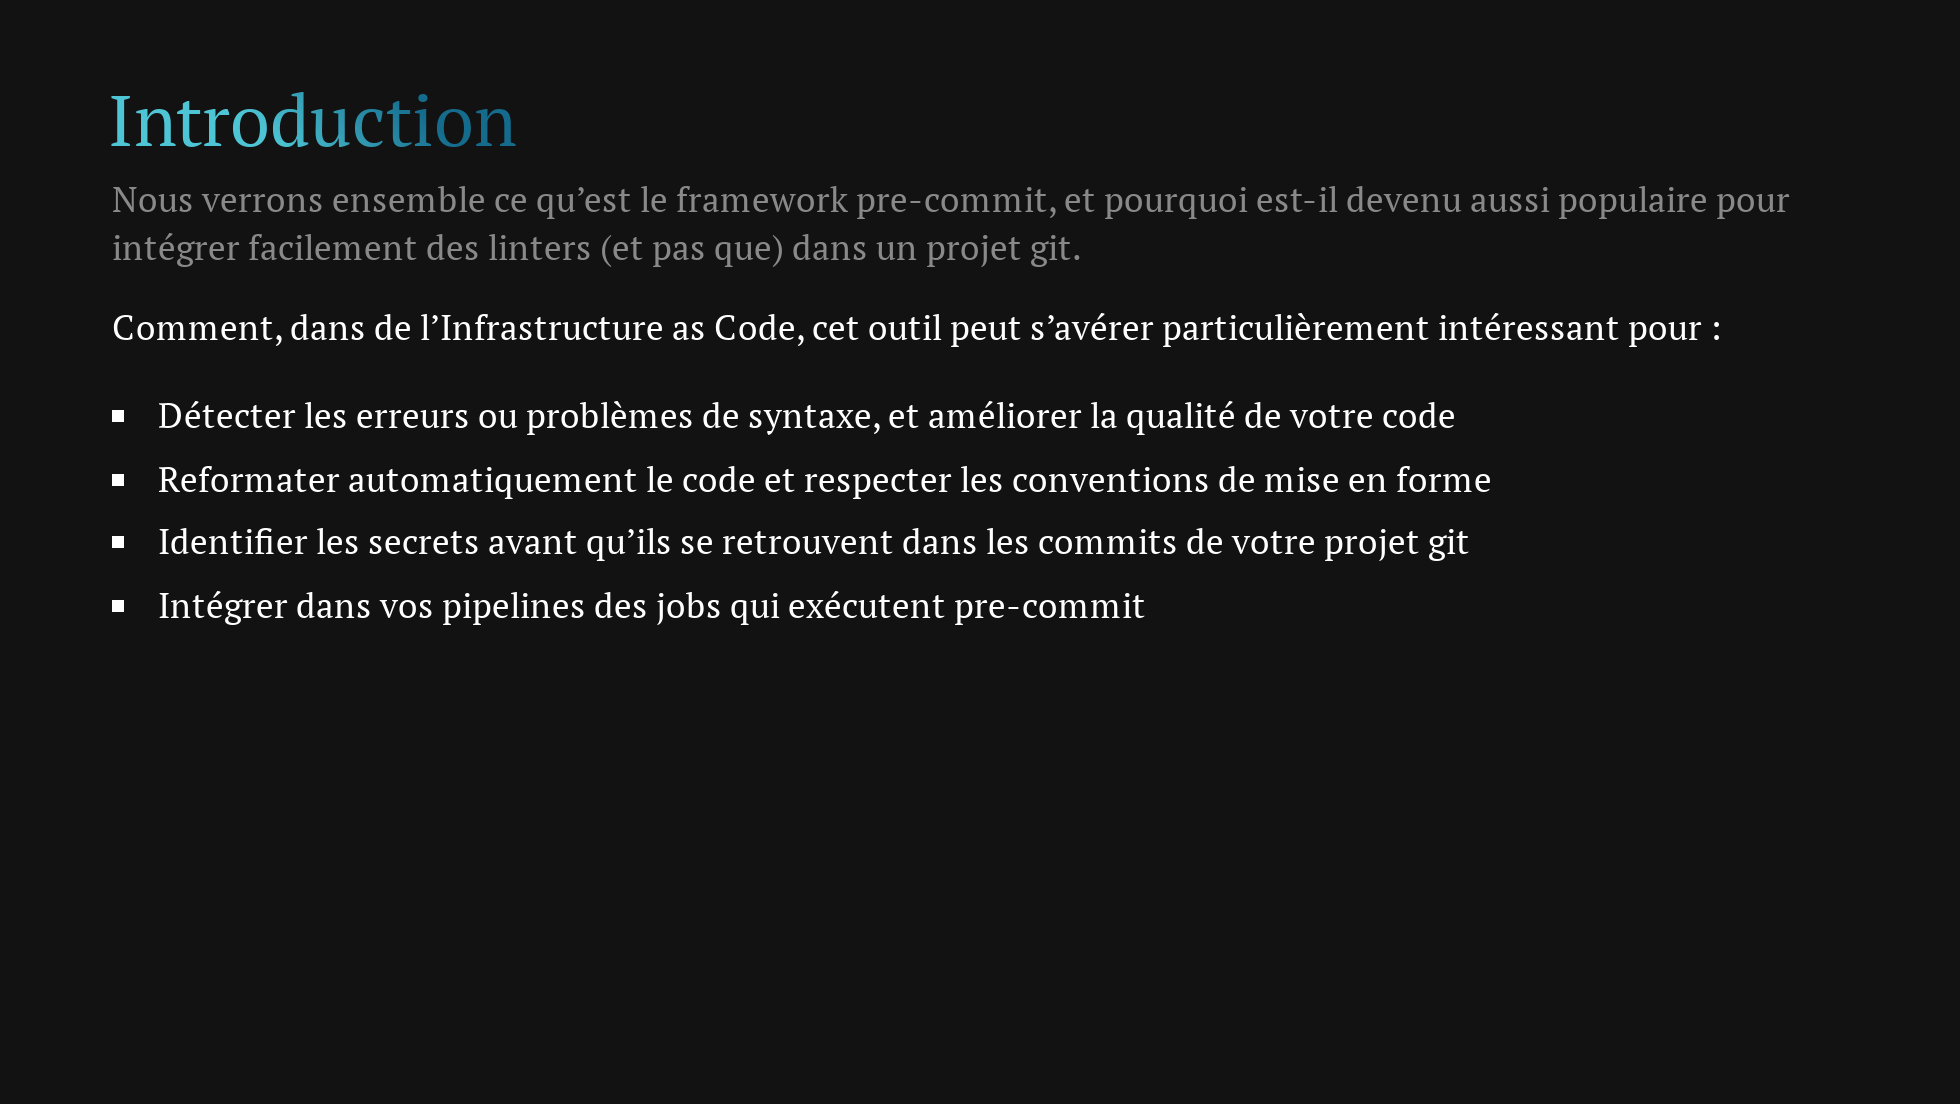 Introduction
Nous verrons ensemble ce qu’est le framework pre-commit, et pourquoi est-il devenu aussi populaire pour
intégrer facilement des linters (et pas que) dans un projet git.
Comment, dans de l’Infrastructure as Code, cet outil peut s’avérer particulièrement intéressant pour :
Détecter les erreurs ou problèmes de syntaxe, et améliorer la qualité de votre code
Reformater automatiquement le code et respecter les conventions de mise en forme
Identifier les secrets avant qu’ils se retrouvent dans les commits de votre projet git
Intégrer dans vos pipelines des jobs qui exécutent pre-commit